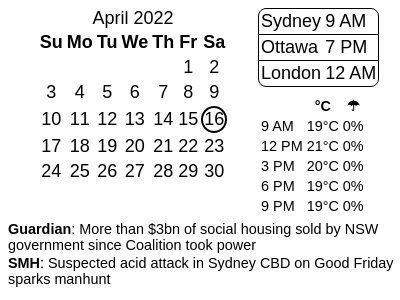 April 2022
Su Mo Tu We Th Fr Sa
1 2
3 4 5 6 7 8 9
10 11 12 13 14 15 16
17 18 19 20 21 22 23
24 25 26 27 28 29 30
Sydney 9 AM
Ottawa 7 PM
London 12 AM
°C ☂
9 AM 19°C 0%
12 PM 21°C 0%
3 PM 20°C 0%
6 PM 19°C 0%
9 PM 19°C 0%
Guardian: More than $3bn of social housing sold by NSW
government since Coalition took power
SMH: Suspected acid attack in Sydney CBD on Good Friday
sparks manhunt